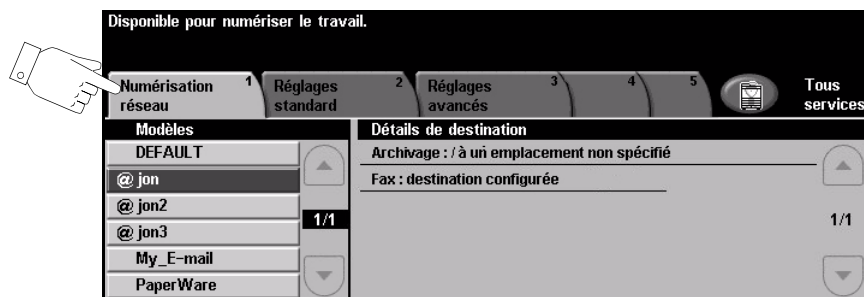 Disponible pour numériser le travail.
Numérisation réseau 1
Réglages standard 2
Réglages avancés 3
4
5
Tous services
Modèles
DEFAULT
@ jon
@ jon2
@ jon3
My_E-mail
PaperWare
1/1
Détails de destination
Archivage : / à un emplacement non spécifié
Fax : destination configurée
1/1